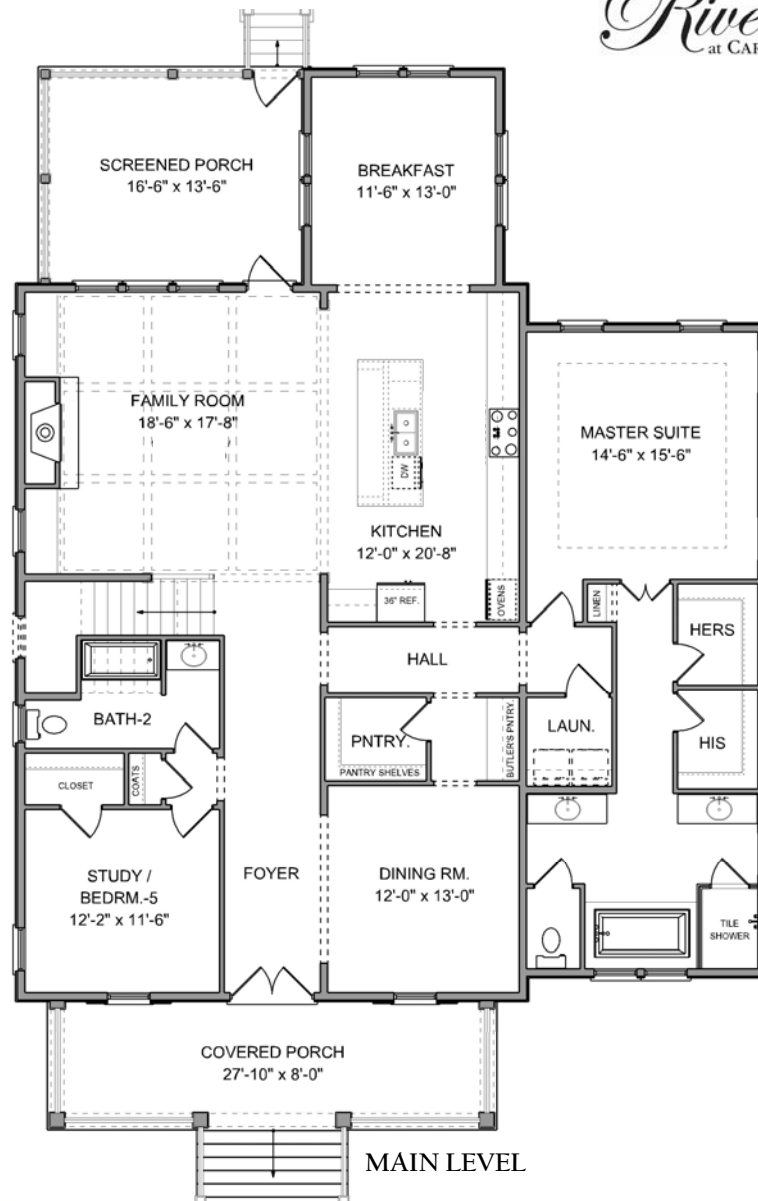 River
at CAR
SCREENED PORCH
16'-6" x 13'-6"
BREAKFAST
11'-6" x 13'-0"
FAMILY ROOM
18'-6" x 17'-8"
MASTER SUITE
14'-6" x 15'-6"
DW
KITCHEN
12'-0" x 20'-8"
36" REF.
OVENS
LINEN
HERS
HALL
BATH-2
PNTRY.
PANTRY SHELVES
BUTLER'S PNTRY.
LAUN.
HIS
CLOSET
COATS
STUDY /
BEDRM.-5
12'-2" x 11'-6"
FOYER
DINING RM.
12'-0" x 13'-0"
TILE
SHOWER
COVERED PORCH
27'-10" x 8'-0"
MAIN LEVEL